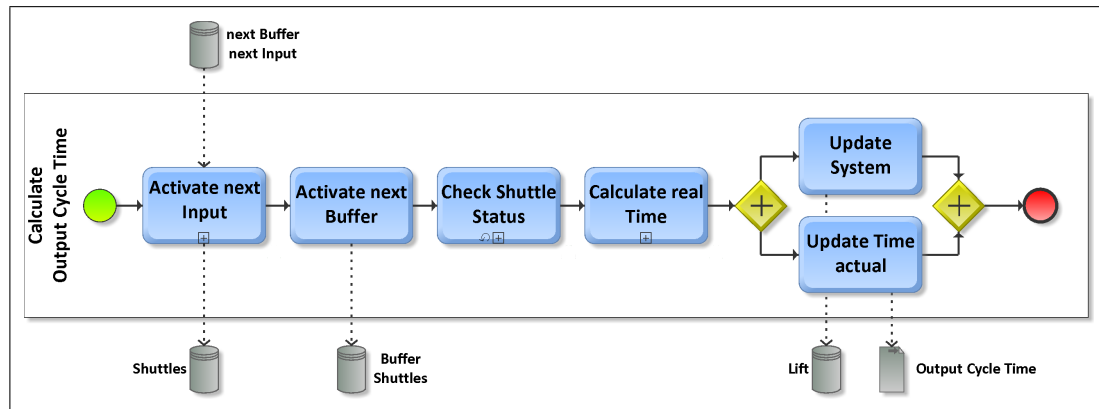 next Buffer
next Input
Calculate
Output Cycle Time
Activate next
Input
Activate next
Buffer
Check Shuttle
Status
Calculate real
Time
Update
System
Update Time
actual
Shuttles
Buffer
Shuttles
Lift
Output Cycle Time